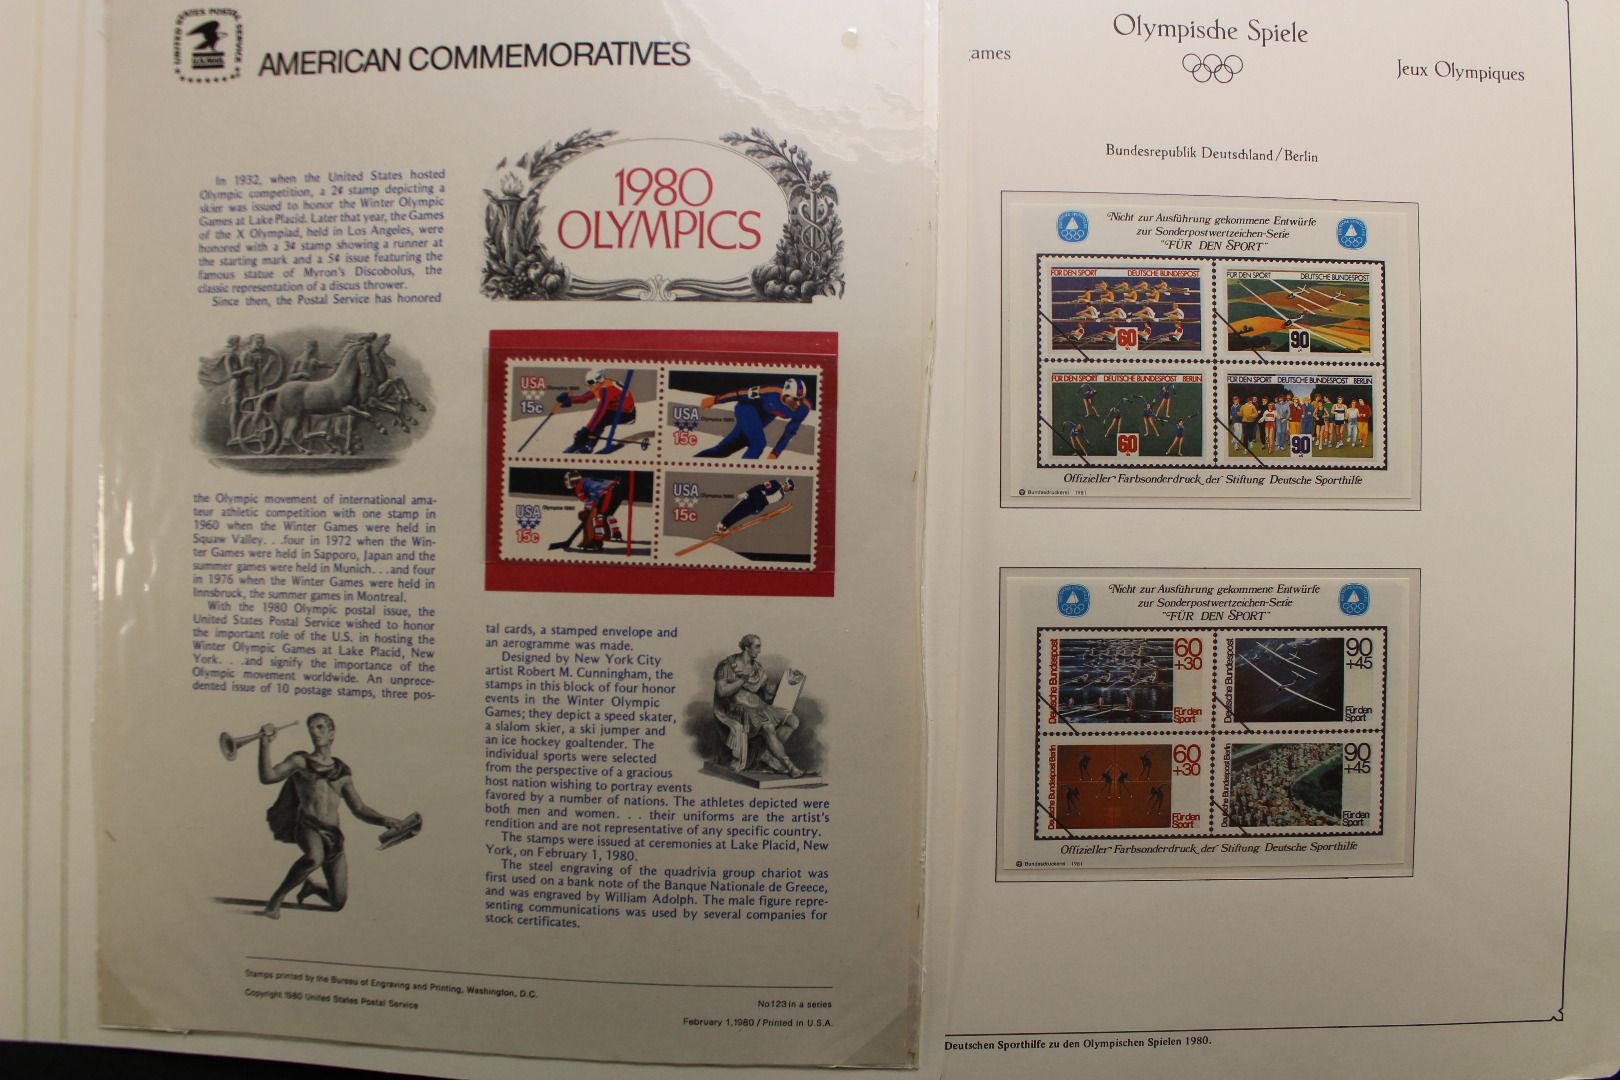 UNITED STATES POSTAL SERVICE
U.S.MAIL
AMERICAN COMMEMORATIVES
1980
OLYMPICS
In 1932, when the United States hosted
Olympic competition, a 2¢ stamp depicting a
skier was issued to honor the Winter Olympic
Games at Lake Placid. Later that year, the Games
of the X Olympiad, held in Los Angeles, were
honored with a 3¢ stamp showing a runner at
the starting mark and a 5¢ issue featuring the
famous statue of Myron's Discobolus, the
classic representation of a discus thrower.
Since then, the Postal Service has honored
the Olympic movement of international ama-
teur athletic competition with one stamp in
1960 when the Winter Games were held in
Squaw Valley. . .four in 1972 when the Win-
ter Games were held in Sapporo, Japan and the
summer games were held in Munich. . .and four
in 1976 when the Winter Games were held in
Innsbruck, the summer games in Montreal.
With the 1980 Olympic postal issue, the
United States Postal Service wished to honor
the important role of the U.S. in hosting the
Winter Olympic Games at Lake Placid, New
York. . .and signify the importance of the
Olympic movement worldwide. An unprece-
dented issue of 10 postage stamps, three pos-
USA
Olympics 1980
15c
USA
Olympics 1980
15c
USA
Olympics 1980
15c
USA
Olympics 1980
15c
tal cards, a stamped envelope and
an aerogramme was made.
Designed by New York City
artist Robert M. Cunningham, the
stamps in this block of four honor
events in the Winter Olympic
Games; they depict a speed skater,
a slalom skier, a ski jumper and
an ice hockey goaltender. The
individual sports were selected
from the perspective of a gracious
host nation wishing to portray events
favored by a number of nations. The athletes depicted were
both men and women. . . their uniforms are the artist's
rendition and are not representative of any specific country.
The stamps were issued at ceremonies at Lake Placid, New
York, on February 1, 1980.
The steel engraving of the quadrivia group chariot was
first used on a bank note of the Banque Nationale de Greece,
and was engraved by William Adolph. The male figure repre-
senting communications was used by several companies for
stock certificates.
Stamps printed by the Bureau of Engraving and Printing, Washington, D.C.
Copyright 1980 United States Postal Service
No 123 in a series
February 1, 1980 / Printed in U.S.A.
Olympische Spiele
ames
Jeux Olympiques
Bundesrepublik Deutschland/Berlin
Nicht zur Ausführung gekommene Entwürfe
zur Sonderpostwertzeichen-Serie
"FÜR DEN SPORT"
FÜR DEN SPORT DEUTSCHE BUNDESPOST
60
FÜR DEN SPORT DEUTSCHE BUNDESPOST
90
FÜR DEN SPORT DEUTSCHE BUNDESPOST BERLIN
60
FÜR DEN SPORT DEUTSCHE BUNDESPOST BERLIN
90
Offizieller Farbsonderdruck der Stiftung Deutsche Sporthilfe
Bundesdruckerei 1981
Nicht zur Ausführung gekommene Entwürfe
zur Sonderpostwertzeichen-Serie
"FÜR DEN SPORT"
Deutsche Bundespost
60
+30
Für den
Sport
Deutsche Bundespost
90
+45
Für den
Sport
Deutsche Bundespost Berlin
60
+30
Für den
Sport
Deutsche Bundespost Berlin
90
+45
Für den
Sport
Offizieller Farbsonderdruck der Stiftung Deutsche Sporthilfe
Bundesdruckerei 1981
Deutschen Sporthilfe zu den Olympischen Spielen 1980.